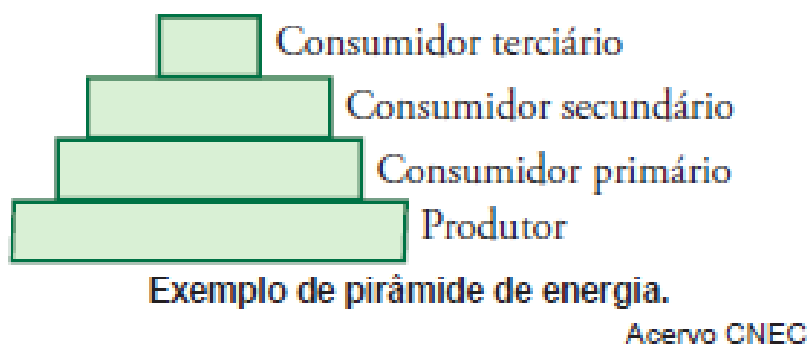 Consumidor terciário
Consumidor secundário
Consumidor primário
Produtor
Exemplo de pirâmide de energia.
Acervo CNEC